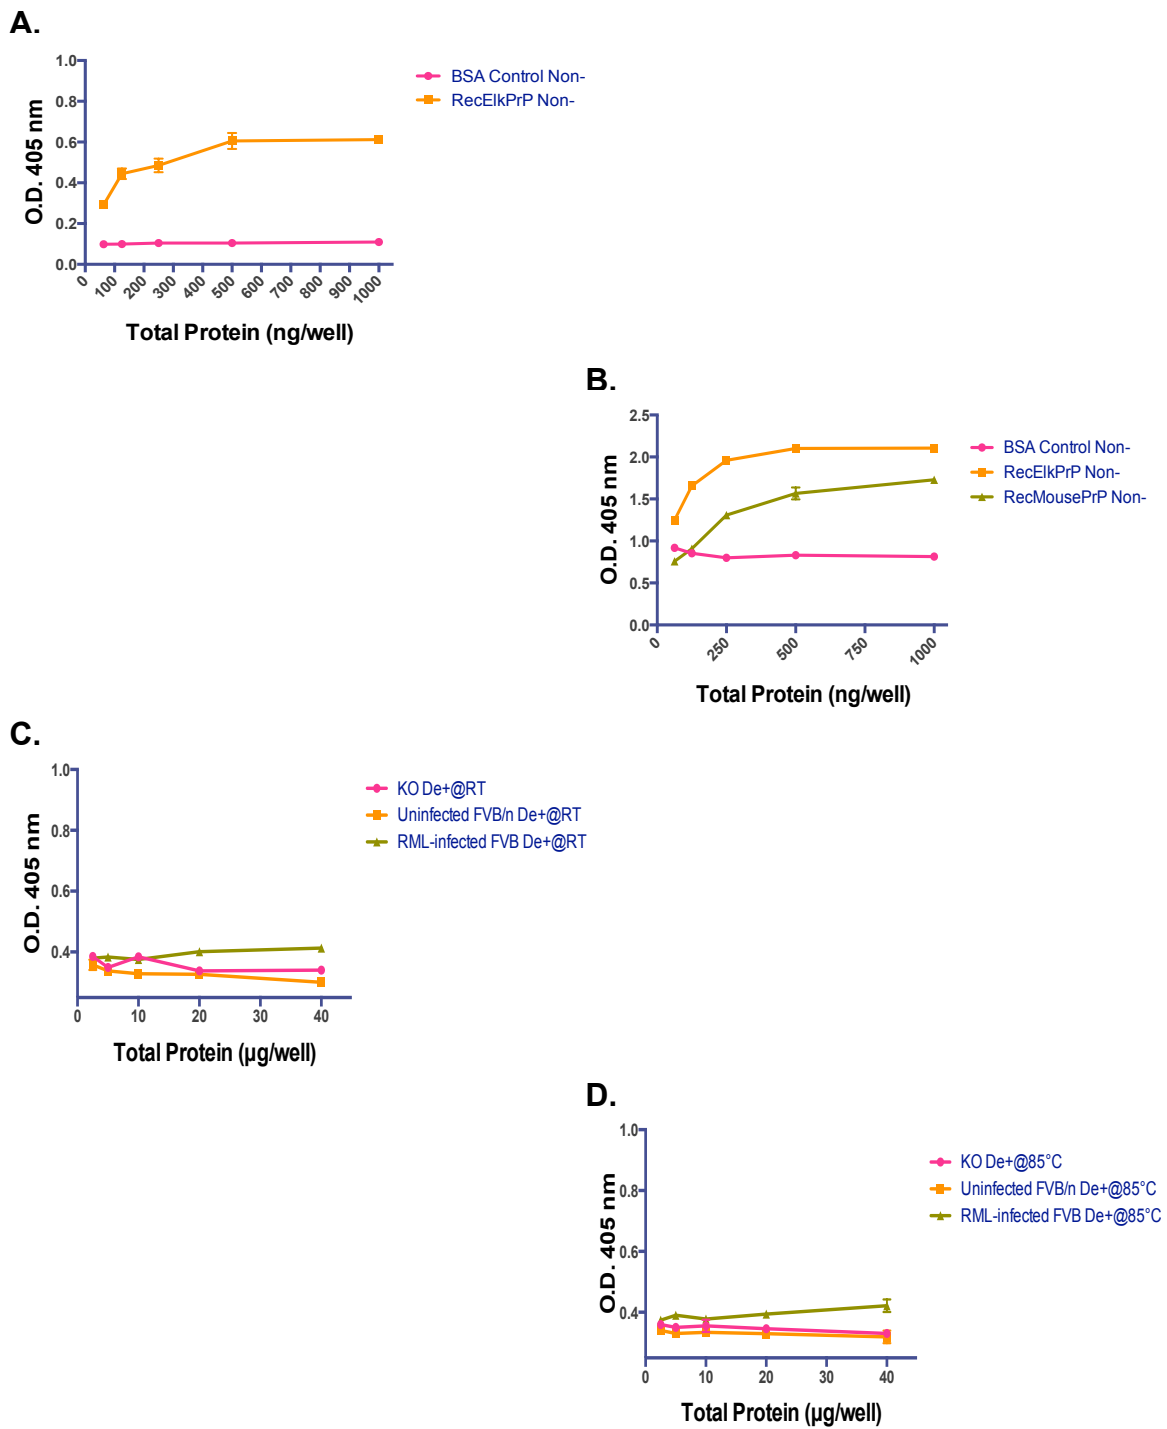 A.
1.0
0.8
0.6
0.4
0.2
0.0
O.D. 405 nm
0 100 200 300 400 500 600 700 800 900 1000
Total Protein (ng/well)
BSA Control Non-
RecElkPrP Non-
B.
2.5
2.0
1.5
1.0
0.5
0.0
O.D. 405 nm
0 250 500 750 1000
Total Protein (ng/well)
BSA Control Non-
RecElkPrP Non-
RecMousePrP Non-
C.
1.0
0.8
0.6
0.4
O.D. 405 nm
0 10 20 30 40
Total Protein (µg/well)
KO De+@RT
Uninfected FVB/n De+@RT
RML-infected FVB De+@RT
D.
1.0
0.8
0.6
0.4
O.D. 405 nm
0 10 20 30 40
Total Protein (µg/well)
KO De+@85°C
Uninfected FVB/n De+@85°C
RML-infected FVB De+@85°C